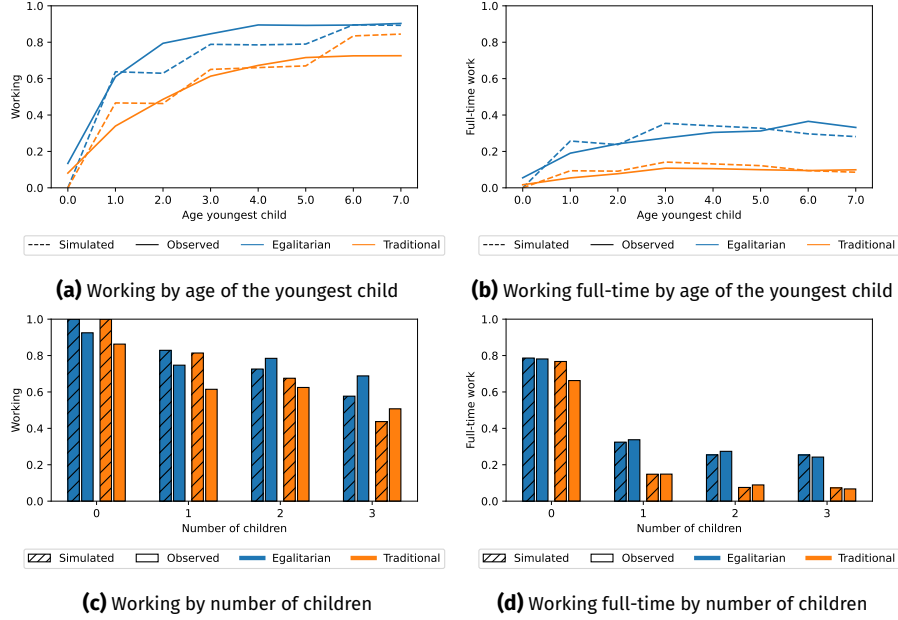 1.0
0.8
0.6
0.4
0.2
0.0
Working
0.0 1.0 2.0 3.0 4.0 5.0 6.0 7.0
Age youngest child
Simulated Observed Egalitarian Traditional
(a) Working by age of the youngest child
1.0
0.8
0.6
0.4
0.2
0.0
Full-time work
0.0 1.0 2.0 3.0 4.0 5.0 6.0 7.0
Age youngest child
Simulated Observed Egalitarian Traditional
(b) Working full-time by age of the youngest child
1.0
0.8
0.6
0.4
0.2
0.0
Working
0 1 2 3
Number of children
Simulated Observed Egalitarian Traditional
(c) Working by number of children
1.0
0.8
0.6
0.4
0.2
0.0
Full-time work
0 1 2 3
Number of children
Simulated Observed Egalitarian Traditional
(d) Working full-time by number of children